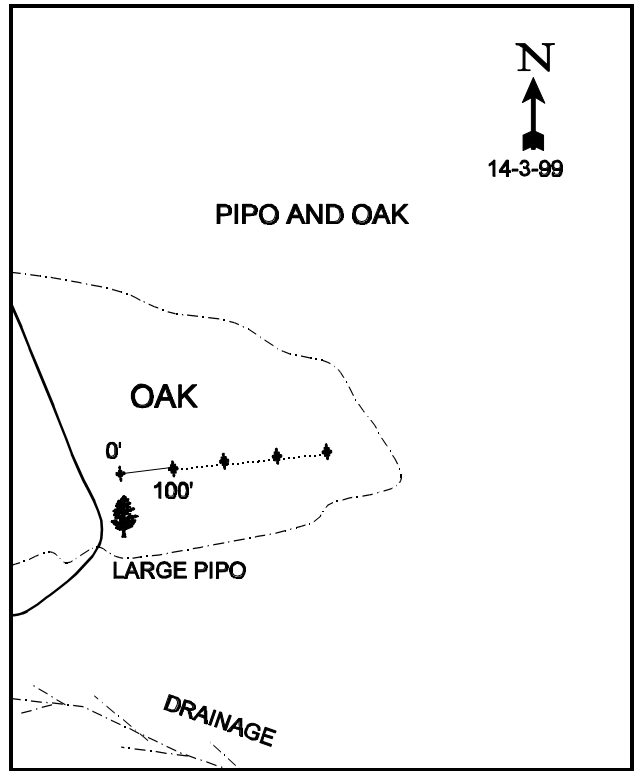 N
14-3-99
PIPO AND OAK
OAK
0'
100'
LARGE PIPO
DRAINAGE